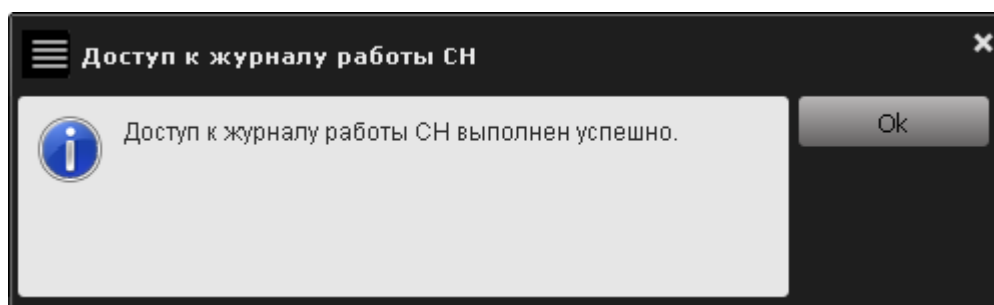 Доступ к журналу работы СН
Доступ к журналу работы СН выполнен успешно.
Ok